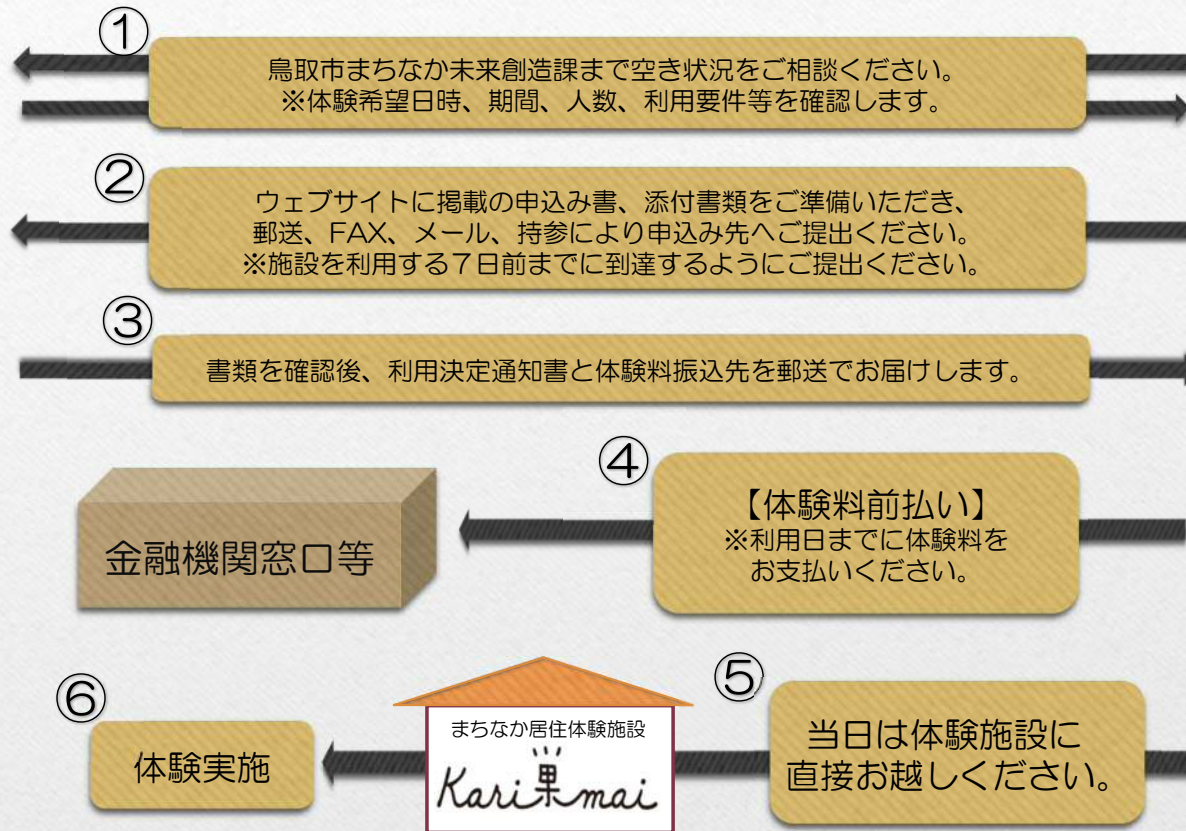 ①
鳥取市まちなか未来創造課まで空き状況をご相談ください。
※体験希望日時、期間、人数、利用要件等を確認します。
②
ウェブサイトに掲載の申込み書、添付書類をご準備いただき、
郵送、FAX、メール、持参により申込み先へご提出ください。
※施設を利用する7日前までに到達するようにご提出ください。
③
書類を確認後、利用決定通知書と体験料振込先を郵送でお届けします。
④
【体験料前払い】
※利用日までに体験料を
お支払いください。
金融機関窓口等
⑤
当日は体験施設に
直接お越しください。
まちなか居住体験施設
Kari巣mai
⑥
体験実施